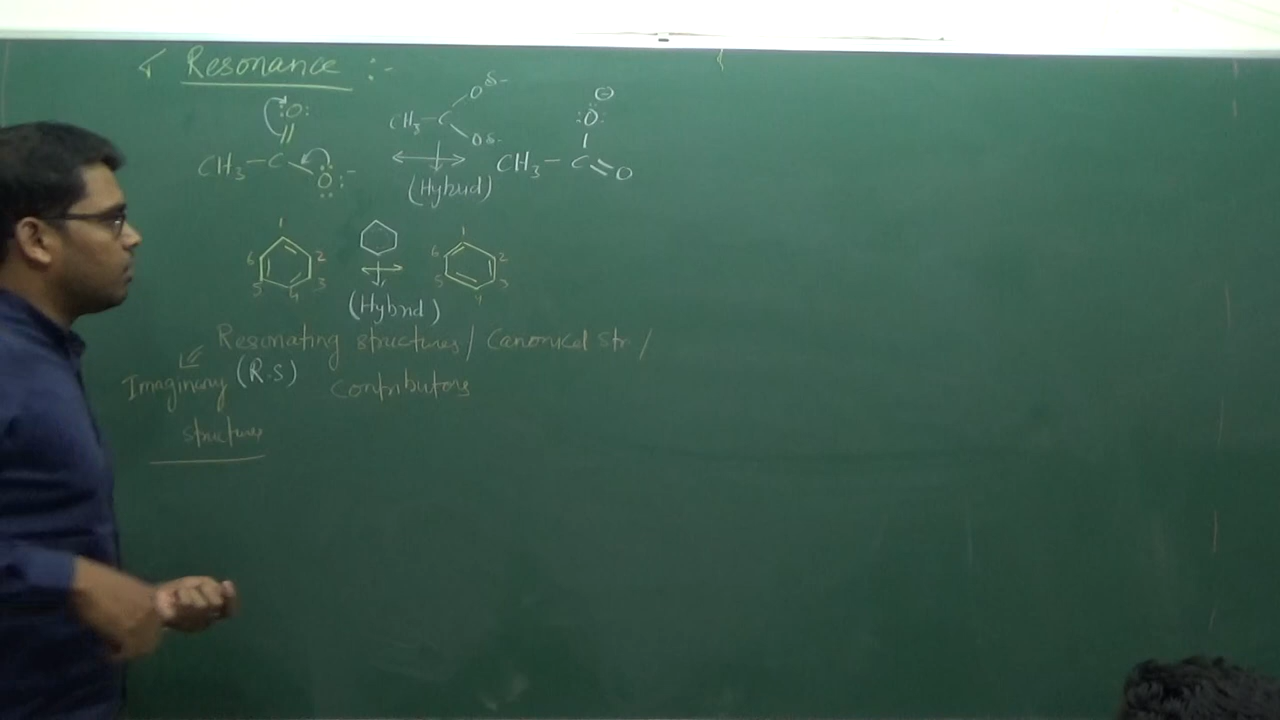 Resonance :-
:O:
CH₃-C
O
-
CH₃-C
O δ-
O δ-
(Hybrid)
⊖
:O:
CH₃-C
O
1
2
3
4
5
6
(Hybrid)
1
2
3
4
5
6
Resonating structures/ Canonical str /
Imaginary (R.S) Contributors
structures